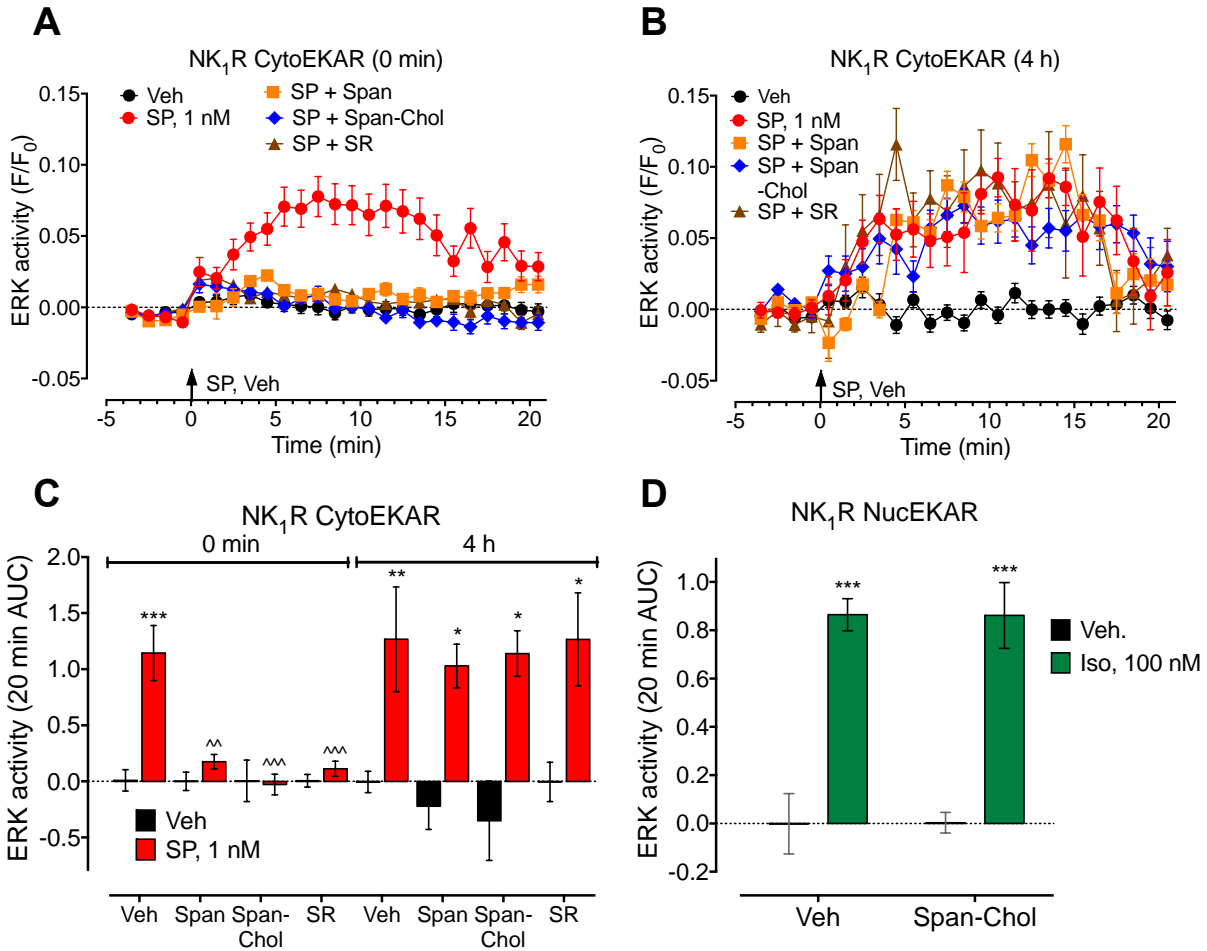 A
NK1R CytoEKAR (0 min)
Veh
SP, 1 nM
SP + Span
SP + Span-Chol
SP + SR
ERK activity (F/F0)
0.15
0.10
0.05
0.00
-0.05
SP, Veh
-5
0
5
10
15
20
Time (min)
B
NK1R CytoEKAR (4 h)
Veh
SP, 1 nM
SP + Span
SP + Span
-Chol
SP + SR
ERK activity (F/F0)
0.15
0.10
0.05
0.00
-0.05
SP, Veh
-5
0
5
10
15
20
Time (min)
C
NK1R CytoEKAR
0 min
4 h
ERK activity (20 min AUC)
2.0
1.5
1.0
0.5
0.0
-0.5
***
^^
^^^
^^^
**
*
*
*
Veh
SP, 1 nM
Veh
Span
Span-
Chol
SR
Veh
Span
Span-
Chol
SR
D
NK1R NucEKAR
ERK activity (20 min AUC)
1.0
0.8
0.6
0.4
0.2
0.0
-0.2
***
***
Veh.
Iso, 100 nM
Veh
Span-Chol